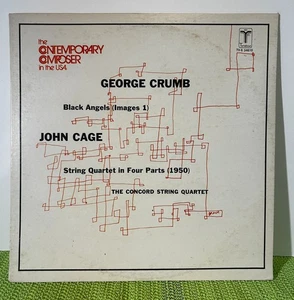 the
CONTEMPORARY
COMPOSER
in the USA.
GEORGE CRUMB
Black Angels (Images 1)
JOHN CAGE
String Quartet in Four Parts (1950)
THE CONCORD STRING QUARTET